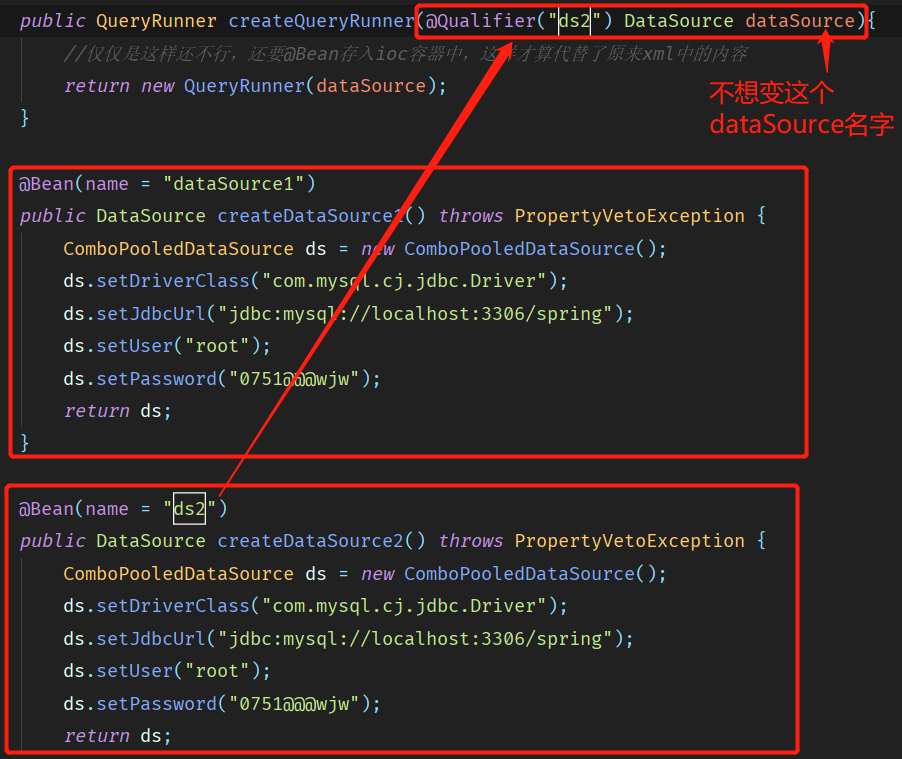 public QueryRunner createQueryRunner(@Qualifier("ds2") DataSource dataSource){
//仅仅是这样还不行，还要@Bean存入ioc容器中，这样才算代替了原来xml中的内容
return new QueryRunner(dataSource);
}
不想变这个
dataSource名字
@Bean(name = "dataSource1")
public DataSource createDataSource1() throws PropertyVetoException {
ComboPooledDataSource ds = new ComboPooledDataSource();
ds.setDriverClass("com.mysql.cj.jdbc.Driver");
ds.setJdbcUrl("jdbc:mysql://localhost:3306/spring");
ds.setUser("root");
ds.setPassword("0751@@@wjw");
return ds;
}
@Bean(name = "ds2")
public DataSource createDataSource2() throws PropertyVetoException {
ComboPooledDataSource ds = new ComboPooledDataSource();
ds.setDriverClass("com.mysql.cj.jdbc.Driver");
ds.setJdbcUrl("jdbc:mysql://localhost:3306/spring");
ds.setUser("root");
ds.setPassword("0751@@@wjw");
return ds;